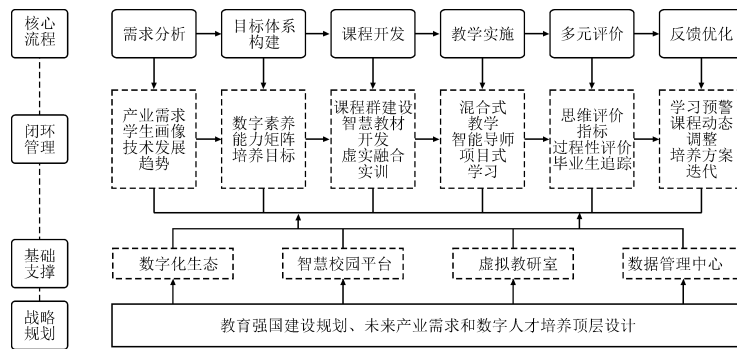 核心
流程
需求分析
目标体系
构建
课程开发
教学实施
多元评价
反馈优化
闭环
管理
产业需求
学生画像
技术发展
趋势
数字素养
能力矩阵
培养目标
课程群建设
智慧教材
开发
虚实融合
实训
混合式
教学
智能导师
项目式
学习
思维评价
指标
过程性评价
毕业生追踪
学习预警
课程动态
调整
培养方案
迭代
基础
支撑
数字化生态
智慧校园平台
虚拟教研室
数据管理中心
战略
规划
教育强国建设规划、未来产业需求和数字人才培养顶层设计